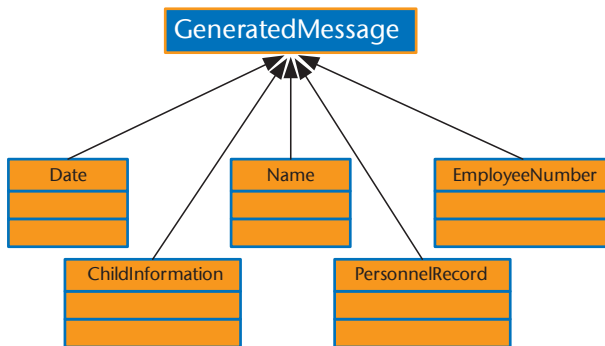 GeneratedMessage
Date
Name
EmployeeNumber
ChildInformation
PersonnelRecord